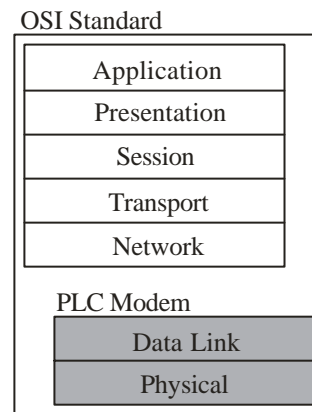 OSI Standard
Application
Presentation
Session
Transport
Network
PLC Modem
Data Link
Physical